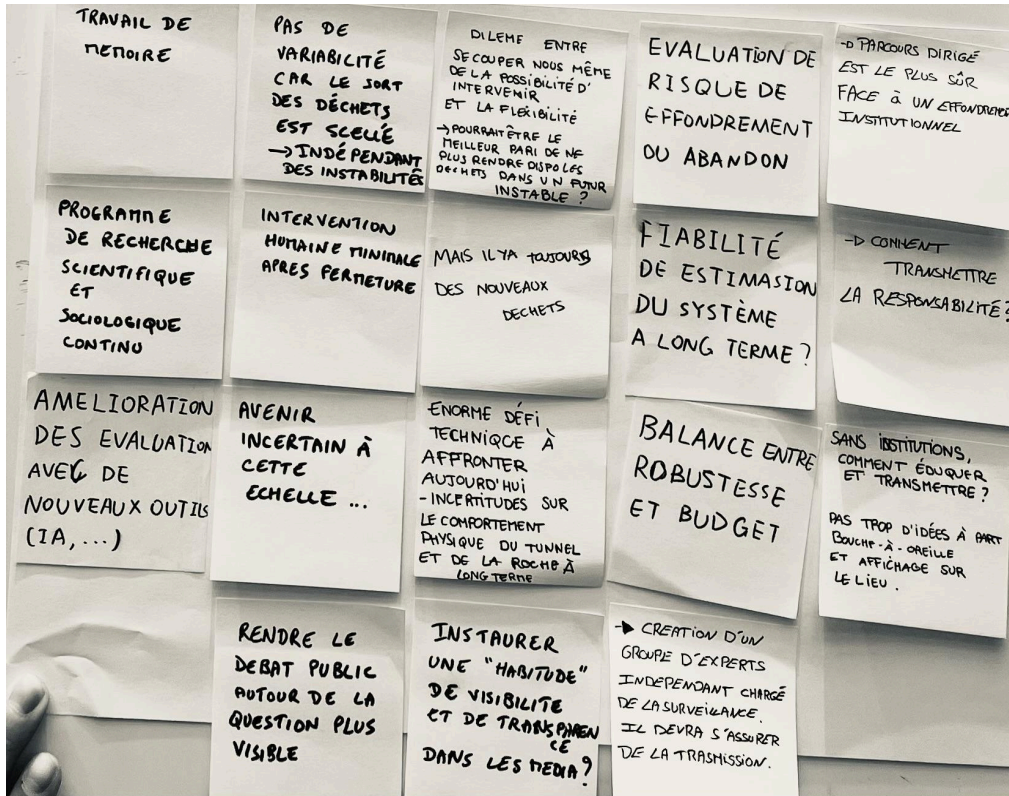 TRAVAIL DE
MEMOIRE
PAS DE
VARIABICITÉ
CAR LE SORT
DES DÉCHETS
EST SCELLÉ
→ INDÉPENDANT
DES INSTABILITÉS
DILEME ENTRE
SE COUPER NOUS MÊME
DE LA POSSIBILITÉ D'
INTERVENIR
ET LA FLEXIBILITÉ
→ POURRAIT ÊTRE LE
MEILLEUR PARI DE NE
PLUS RENDRE DISPO LES
DECHETS DANS UN FUTUR
INSTABLE ?
EVALUATION DE
RISQUE DE
EFFONDREMENT
OU ABANDON
→ PARCOURS DIRIGÉ
EST LE PLUS SÛR
FACE à UN EFFONDREMENT
INSTITUTIONNEL
PROGRAMME
DE RECHERCHE
SCIENTIFIQUE
ET
SOCIOLOGIQUE
CONTINU
INTERVENTION
HUMAINE MINIMALE
APRES FERMETURE
MAIS IL YA TOUJOURS
DES NOUVEAUX
DECHETS
FIABILITÉ
DE ESTIMASION
DU SYSTÈME
A LONG TERME ?
→ COMMENT
TRANSMETTRE
LA RESPONSABILITÉ ?
AMELIORATION
DES EVALUATION
AVEC DE
NOUVEAUX OUTILS
(IA, ...)
AVENIR
INCERTAIN À
CETTE
ECHELLE ...
ENORME DÉFI
TECHNIQUE À
AFFRONTER
AUJOURD'HUI
- INCERTITUDES SUR
LE COMPORTEMENT
PHYSIQUE DU TUNNEL
ET DE LA ROCHE À
LONG TERME
BALANCE ENTRE
ROBUSTESSE
ET BUDGET
SANS INSTITUTIONS,
COMMENT ÉDUQUER
ET TRANSMETTRE ?
PAS TROP D'IDÉES À PART
BOUCHE-À-OREILLE
ET AFFICHAGE SUR
LE LIEU.
RENDRE LE
DEBAT PUBLIC
AUTOUR DE LA
QUESTION PLUS
VISIBLE
INSTAURER
UNE "HABITUDE"
DE VISIBILITE
ET DE TRANSPAREN
CE
DANS LES MEDIA ?
→ CREATION D'UN
GROUPE D'EXPERTS
INDEPENDANT CHARGÉ
DE LA SURVEILLANCE.
IL DEVRA S'ASSURER
DE LA TRASMISSION.